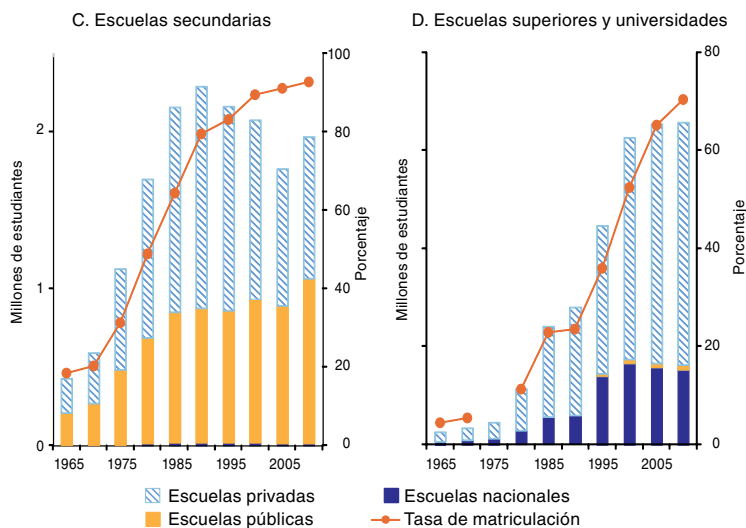 C. Escuelas secundarias
100
80
60
40
20
0
2
1
0
Millones de estudiantes
Porcentaje
1965
1975
1985
1995
2005
D. Escuelas superiores y universidades
80
60
40
20
0
Millones de estudiantes
Porcentaje
1965
1975
1985
1995
2005
Escuelas privadas
Escuelas nacionales
Escuelas públicas
Tasa de matriculación